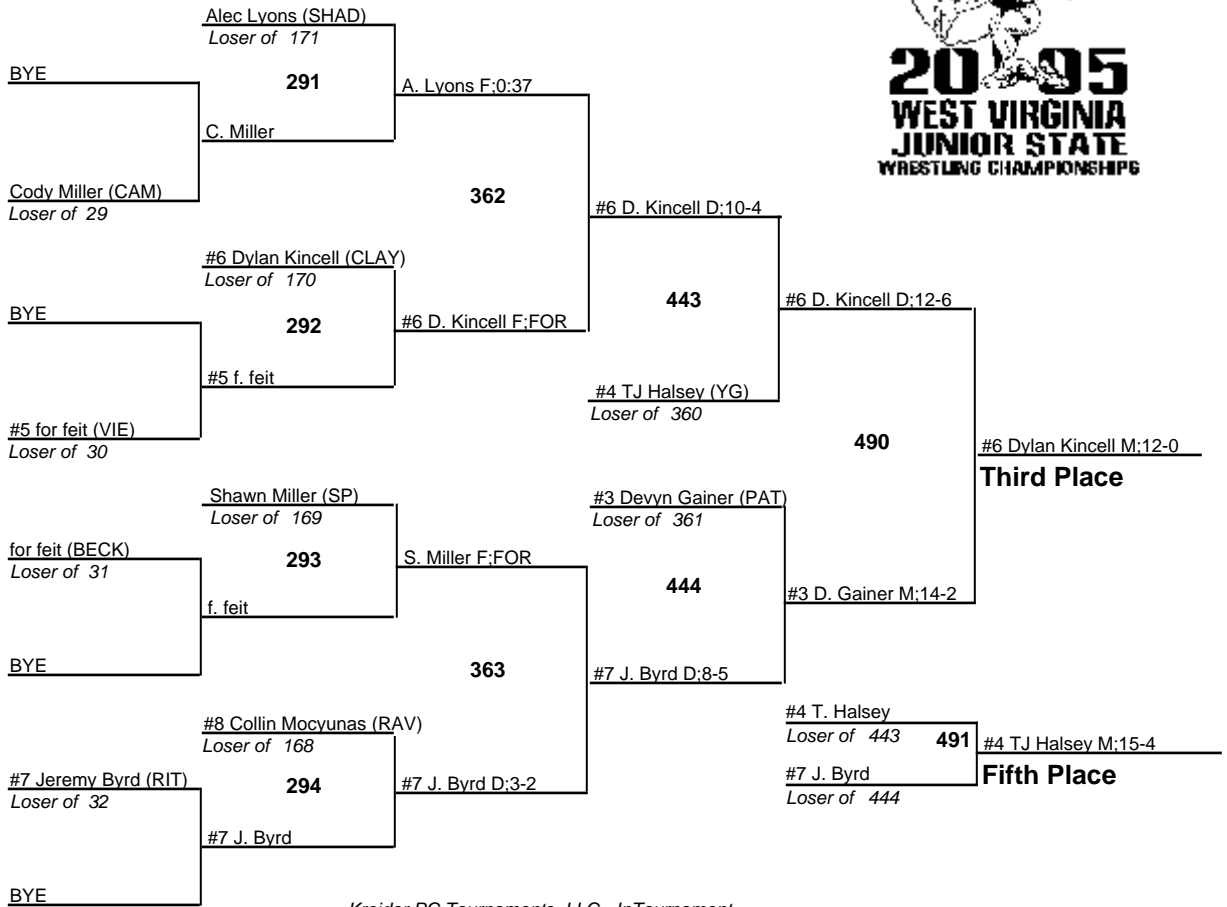 Alec Lyons (SHAD)
Loser of 171
BYE
291
A. Lyons F;0:37
C. Miller
Cody Miller (CAM)
Loser of 29
362
#6 D. Kincell D;10-4
#6 Dylan Kincell (CLAY)
Loser of 170
BYE
292
#6 D. Kincell F;FOR
443
#6 D. Kincell D;12-6
#5 f. feit
#4 TJ Halsey (YG)
Loser of 360
#5 for feit (VIE)
Loser of 30
490
#6 Dylan Kincell M;12-0
Third Place
Shawn Miller (SP)
Loser of 169
#3 Devyn Gainer (PAT)
Loser of 361
for feit (BECK)
Loser of 31
293
S. Miller F;FOR
444
#3 D. Gainer M;14-2
f. feit
BYE
363
#7 J. Byrd D;8-5
#8 Collin Mocyunas (RAV)
Loser of 168
#4 T. Halsey
Loser of 443
491
#4 TJ Halsey M;15-4
Fifth Place
#7 Jeremy Byrd (RIT)
Loser of 32
294
#7 J. Byrd D;3-2
#7 J. Byrd
Loser of 444
#7 J. Byrd
BYE
20 05
WEST VIRGINIA
JUNIOR STATE
WRESTLING CHAMPIONSHIPS